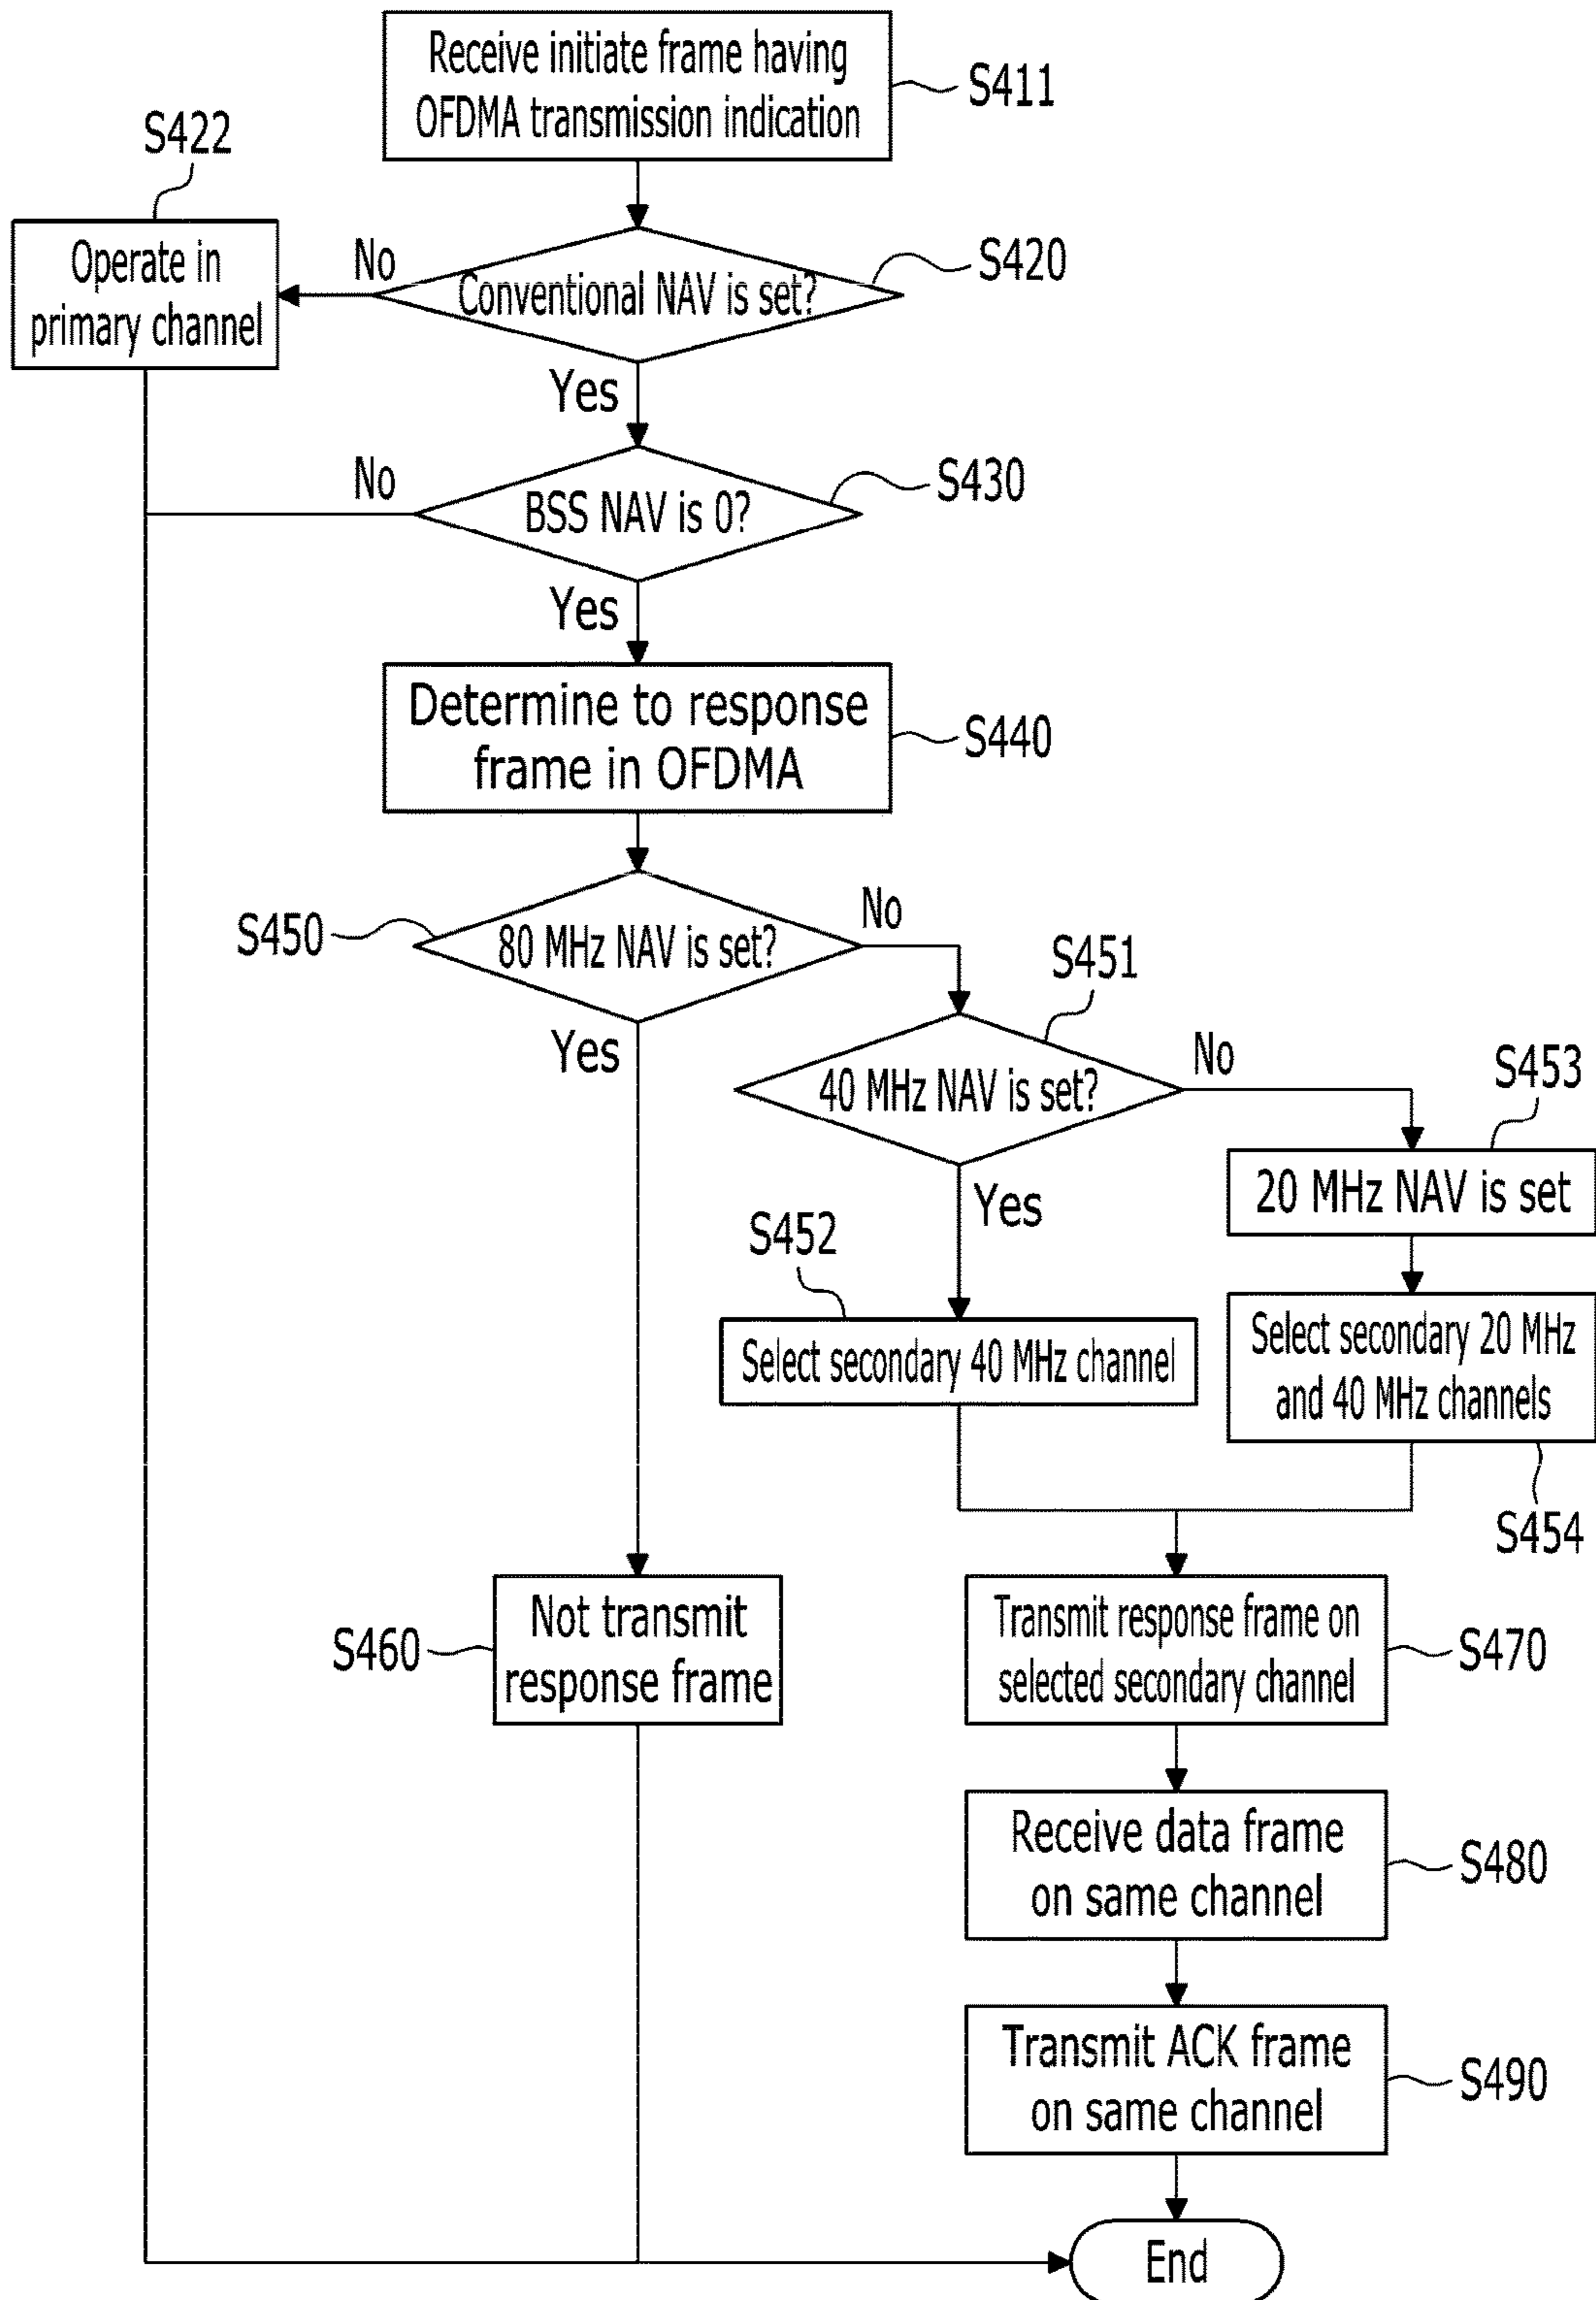 Receive initiate frame having
OFDMA transmission indication
S411
S422
Operate in
primary channel
No
Conventional NAV is set?
S420
Yes
No
BSS NAV is 0?
S430
Yes
Determine to response
frame in OFDMA
S440
S450
80 MHz NAV is set?
No
S451
Yes
40 MHz NAV is set?
No
S453
20 MHz NAV is set
Yes
S452
Select secondary 40 MHz channel
Select secondary 20 MHz
and 40 MHz channels
S454
Not transmit
response frame
S460
Transmit response frame on
selected secondary channel
S470
Receive data frame
on same channel
S480
Transmit ACK frame
on same channel
S490
End